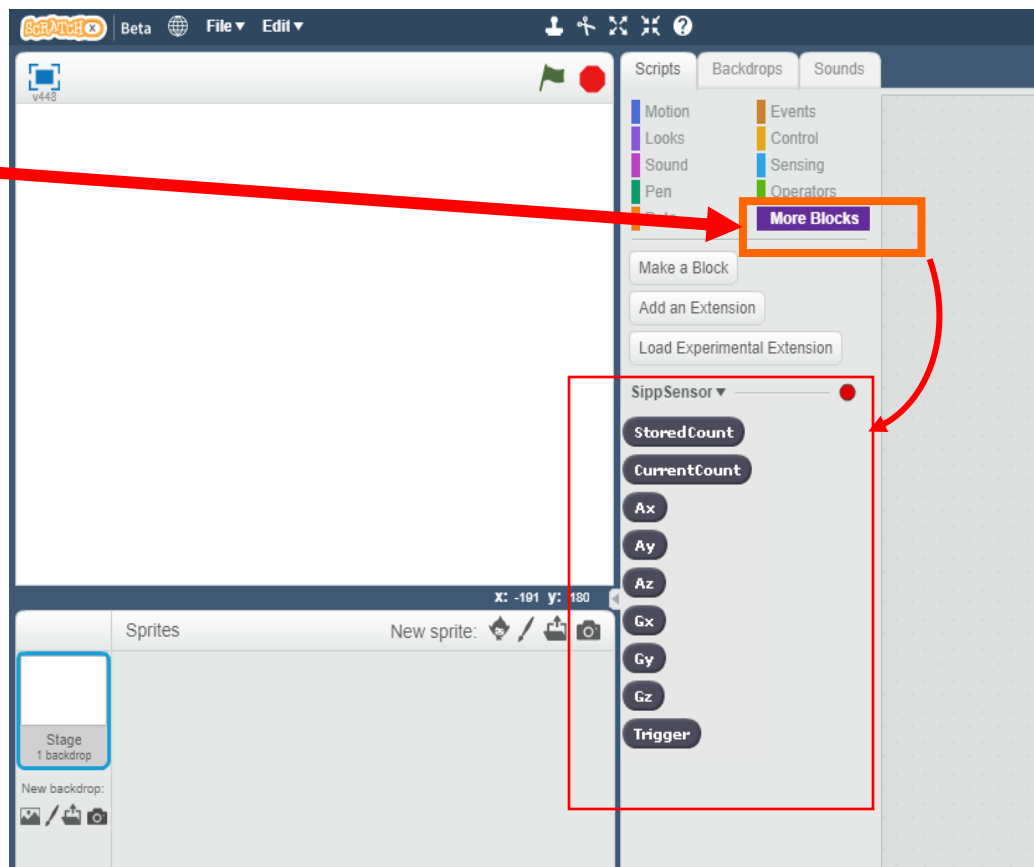 SCRATCH X Beta File Edit
v448
Scripts Backdrops Sounds
Motion Events
Looks Control
Sound Sensing
Pen Operators
More Blocks
Make a Block
Add an Extension
Load Experimental Extension
SippSensor
StoredCount
CurrentCount
Ax
Ay
Az
Gx
Gy
Gz
Trigger
x: -191 y: 180
Sprites New sprite:
Stage
1 backdrop
New backdrop: